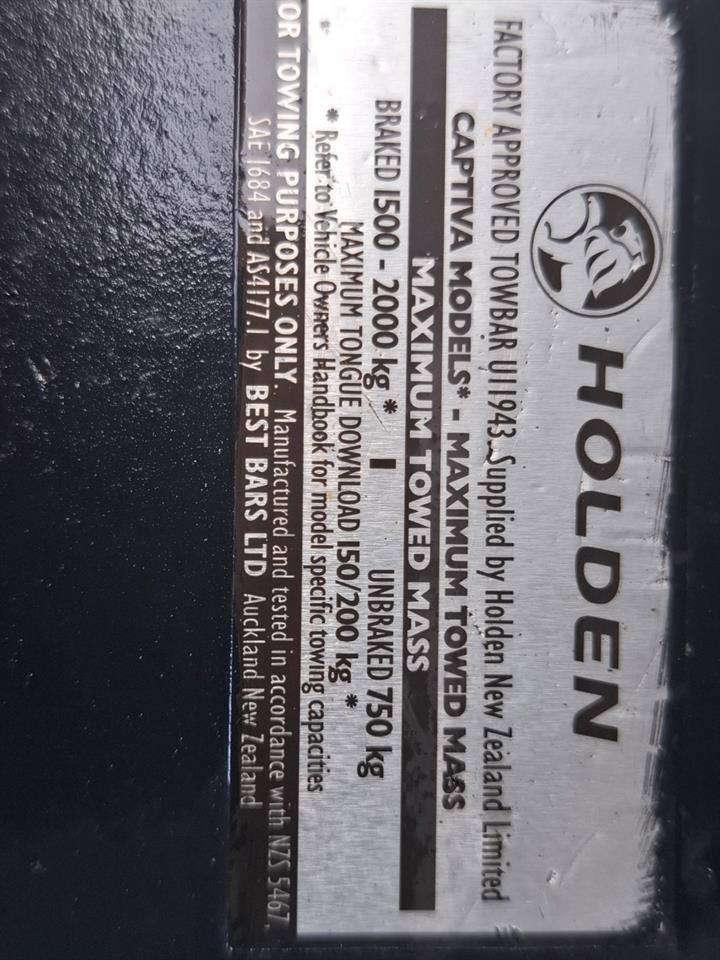 HOLDEN
FACTORY APPROVED TOWBAR U11943. Supplied by Holden New Zealand Limited
CAPTIVA MODELS* - MAXIMUM TOWED MASS
MAXIMUM TOWED MASS
BRAKED 1500 - 2000 kg * UNBRAKED 750 kg
MAXIMUM TONGUE DOWNLOAD 150/200 kg *
* Refer to Vehicle Owners Handbook for model specific towing capacities
OR TOWING PURPOSES ONLY. Manufactured and tested in accordance with NZS 5467,
SAE 1684 and AS4177.1 by BEST BARS LTD Auckland New Zealand